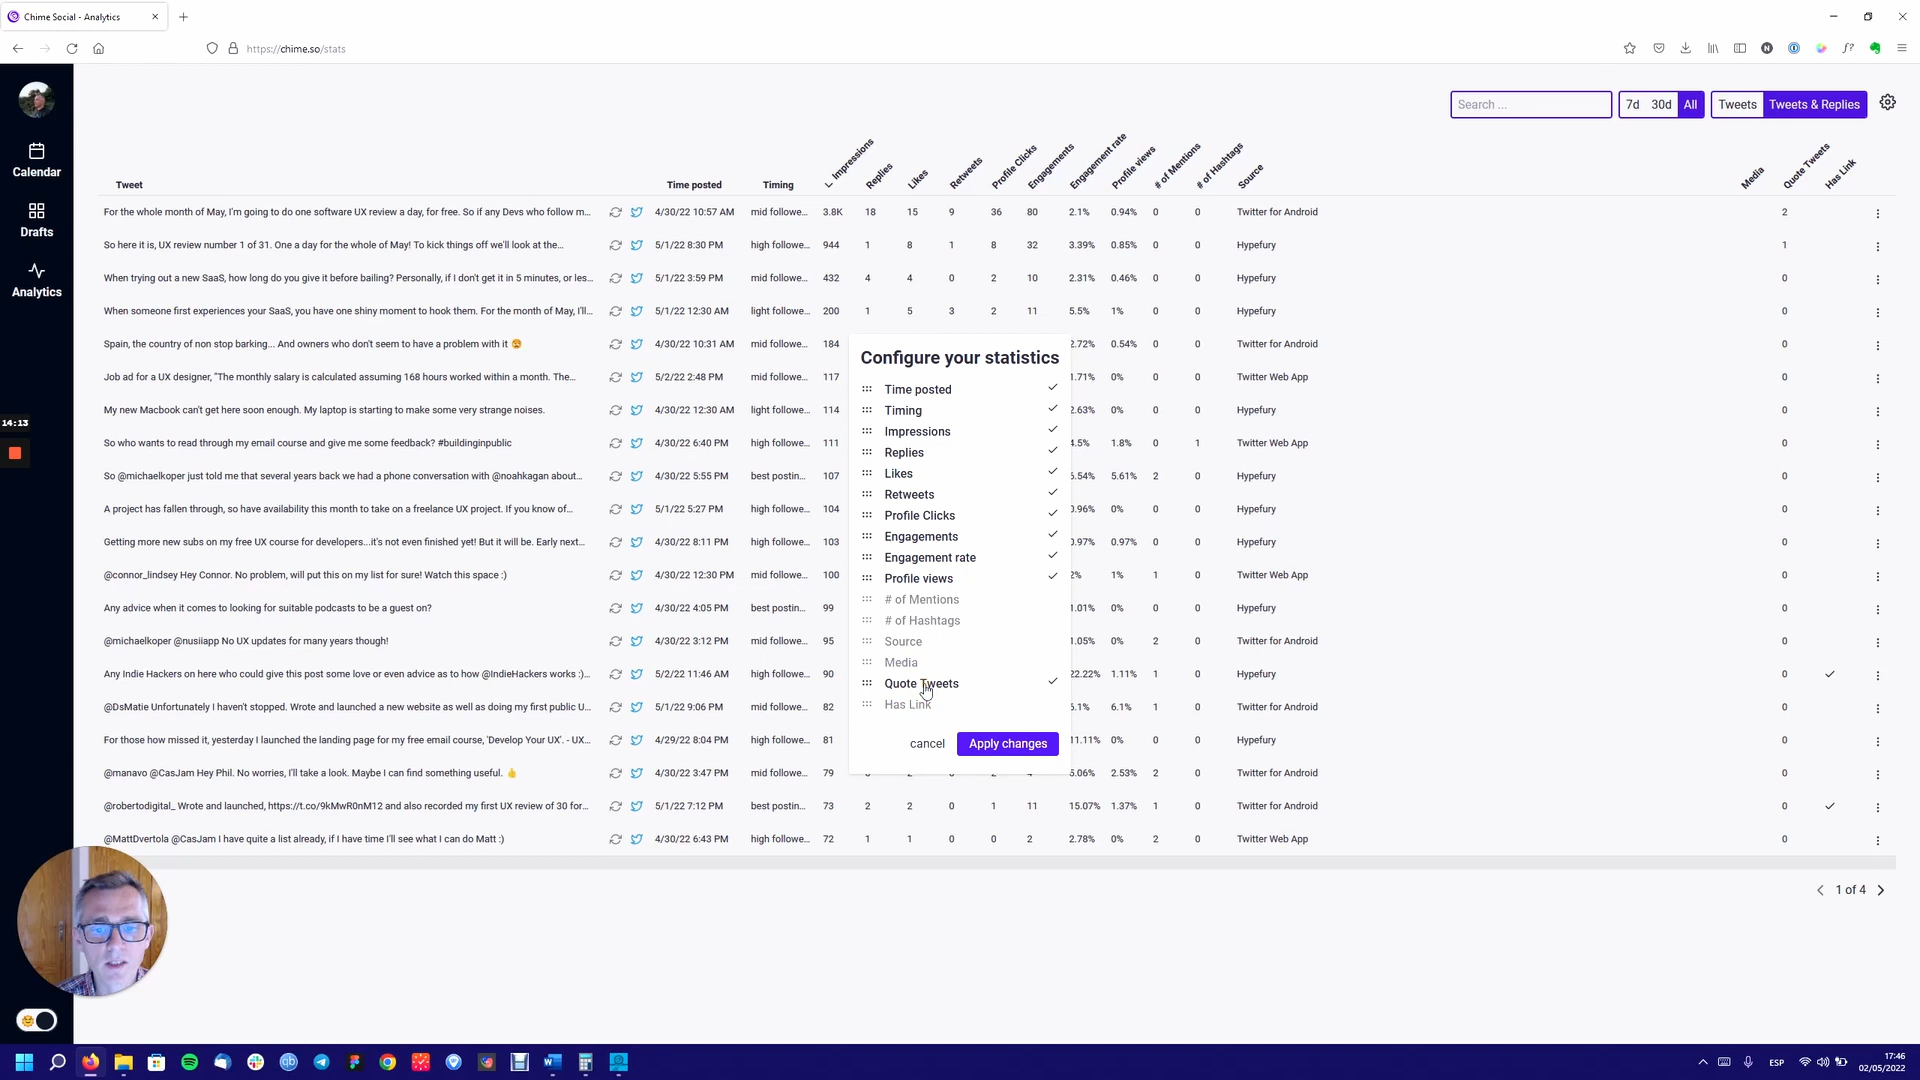 Chime Social - Analytics
https://chime.so/stats
Search ...
7d 30d All
Tweets Tweets & Replies
Calendar
Drafts
Analytics
14:13
Tweet Time posted Timing Impressions Replies Likes Retweets Profile Clicks Engagements Engagement rate Profile views # of Mentions # of Hashtags Source Media Quote Tweets Has Link
For the whole month of May, I'm going to do one software UX review a day, for free. So if any Devs who follow m... 4/30/22 10:57 AM mid followe... 3.8K 18 15 9 36 80 2.1% 0.94% 0 0 Twitter for Android 2
So here it is, UX review number 1 of 31. One a day for the whole of May! To kick things off we'll look at the... 5/1/22 8:30 PM high followe... 944 1 8 1 8 32 3.39% 0.85% 0 0 Hypefury 1
When trying out a new SaaS, how long do you give it before bailing? Personally, if I don't get it in 5 minutes, or les... 5/1/22 3:59 PM mid followe... 432 4 4 0 2 10 2.31% 0.46% 0 0 Hypefury 0
When someone first experiences your SaaS, you have one shiny moment to hook them. For the month of May, I'll... 5/1/22 12:30 AM light followe... 200 1 5 3 2 11 5.5% 1% 0 0 Hypefury 0
Spain, the country of non stop barking... And owners who don't seem to have a problem with it 4/30/22 10:31 AM mid followe... 184 2.72% 0.54% 0 0 Twitter for Android 0
Job ad for a UX designer, "The monthly salary is calculated assuming 168 hours worked within a month. The... 5/2/22 2:48 PM mid followe... 117 1.71% 0% 0 0 Twitter Web App 0
My new Macbook can't get here soon enough. My laptop is starting to make some very strange noises. 4/30/22 12:30 AM light followe... 114 2.63% 0% 0 0 Hypefury 0
So who wants to read through my email course and give me some feedback? #buildinginpublic 4/30/22 6:40 PM high followe... 111 4.5% 1.8% 0 1 Twitter Web App 0
So @michaelkoper just told me that several years back we had a phone conversation with @noahkagan about... 4/30/22 5:55 PM best postin... 107 6.54% 5.61% 2 0 Hypefury 0
A project has fallen through, so have availability this month to take on a freelance UX project. If you know of... 5/1/22 5:27 PM high followe... 104 0.96% 0% 0 0 Hypefury 0
Getting more new subs on my free UX course for developers...it's not even finished yet! But it will be. Early next... 4/30/22 8:11 PM high followe... 103 0.97% 0.97% 0 0 Hypefury 0
@connor_lindsey Hey Connor. No problem, will put this on my list for sure! Watch this space :) 4/30/22 12:30 PM mid followe... 100 2% 1% 1 0 Twitter Web App 0
Any advice when it comes to looking for suitable podcasts to be a guest on? 4/30/22 4:05 PM best postin... 99 1.01% 0% 0 0 Hypefury 0
@michaelkoper @nusiiapp No UX updates for many years though! 4/30/22 3:12 PM mid followe... 95 1.05% 0% 2 0 Twitter for Android 0
Any Indie Hackers on here who could give this post some love or even advice as to how @IndieHackers works :)... 5/2/22 11:46 AM high followe... 90 22.22% 1.11% 1 0 Hypefury 0
@DsMatie Unfortunately I haven't stopped. Wrote and launched a new website as well as doing my first public U... 5/1/22 9:06 PM mid followe... 82 6.1% 6.1% 1 0 Twitter for Android 0
For those how missed it, yesterday I launched the landing page for my free email course, 'Develop Your UX'. - UX... 4/29/22 8:04 PM high followe... 81 11.11% 0% 0 0 Hypefury 0
@manavo @CasJam Hey Phil. No worries, I'll take a look. Maybe I can find something useful. 4/30/22 3:47 PM mid followe... 79 5.06% 2.53% 2 0 Twitter for Android 0
@robertodigital_ Wrote and launched, https://t.co/9kMwR0nM12 and also recorded my first UX review of 30 for... 5/1/22 7:12 PM best postin... 73 2 2 0 1 11 15.07% 1.37% 1 0 Twitter for Android 0
@MattDvertola @CasJam I have quite a list already, if I have time I'll see what I can do Matt :) 4/30/22 6:43 PM high followe... 72 1 1 0 0 2 2.78% 0% 2 0 Twitter Web App 0
Configure your statistics
Time posted
Timing
Impressions
Replies
Likes
Retweets
Profile Clicks
Engagements
Engagement rate
Profile views
# of Mentions
# of Hashtags
Source
Media
Quote Tweets
Has Link
cancel Apply changes
1 of 4
ESP
17:46
02/05/2022